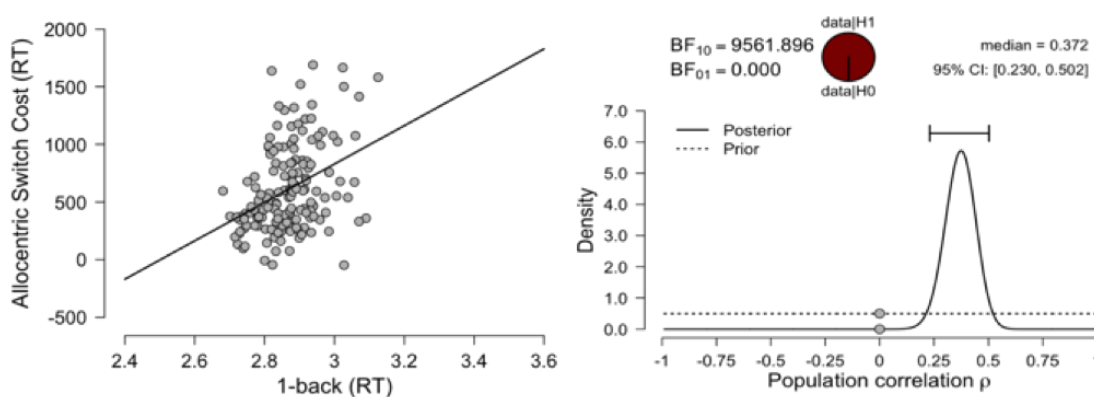 Allocentric Switch Cost (RT)
2000
1500
1000
500
0
-500
2.4 2.6 2.8 3 3.2 3.4 3.6
1-back (RT)
data|H1
BF10 = 9561.896
BF01 = 0.000
data|H0
median = 0.372
95% CI: [0.230, 0.502]
Posterior
Prior
Density
7.0
6.0
5.0
4.0
3.0
2.0
1.0
0.0
-1 -0.75 -0.5 -0.25 0 0.25 0.5 0.75 1
Population correlation ρ